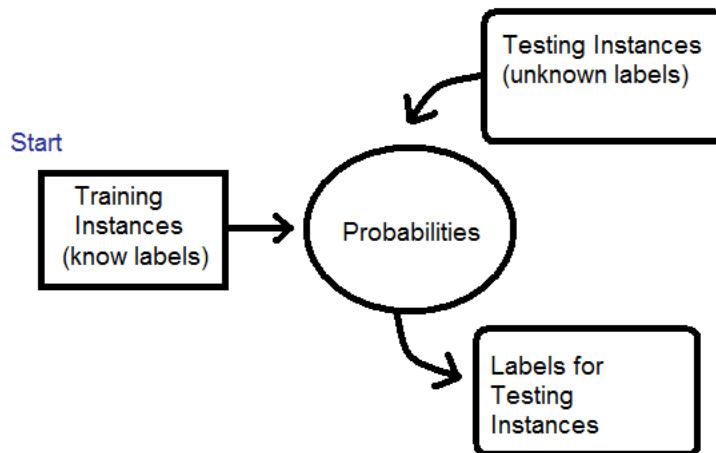 Testing Instances
(unknown labels)
Start
Training
Instances
(know labels)
Probabilities
Labels for
Testing
Instances